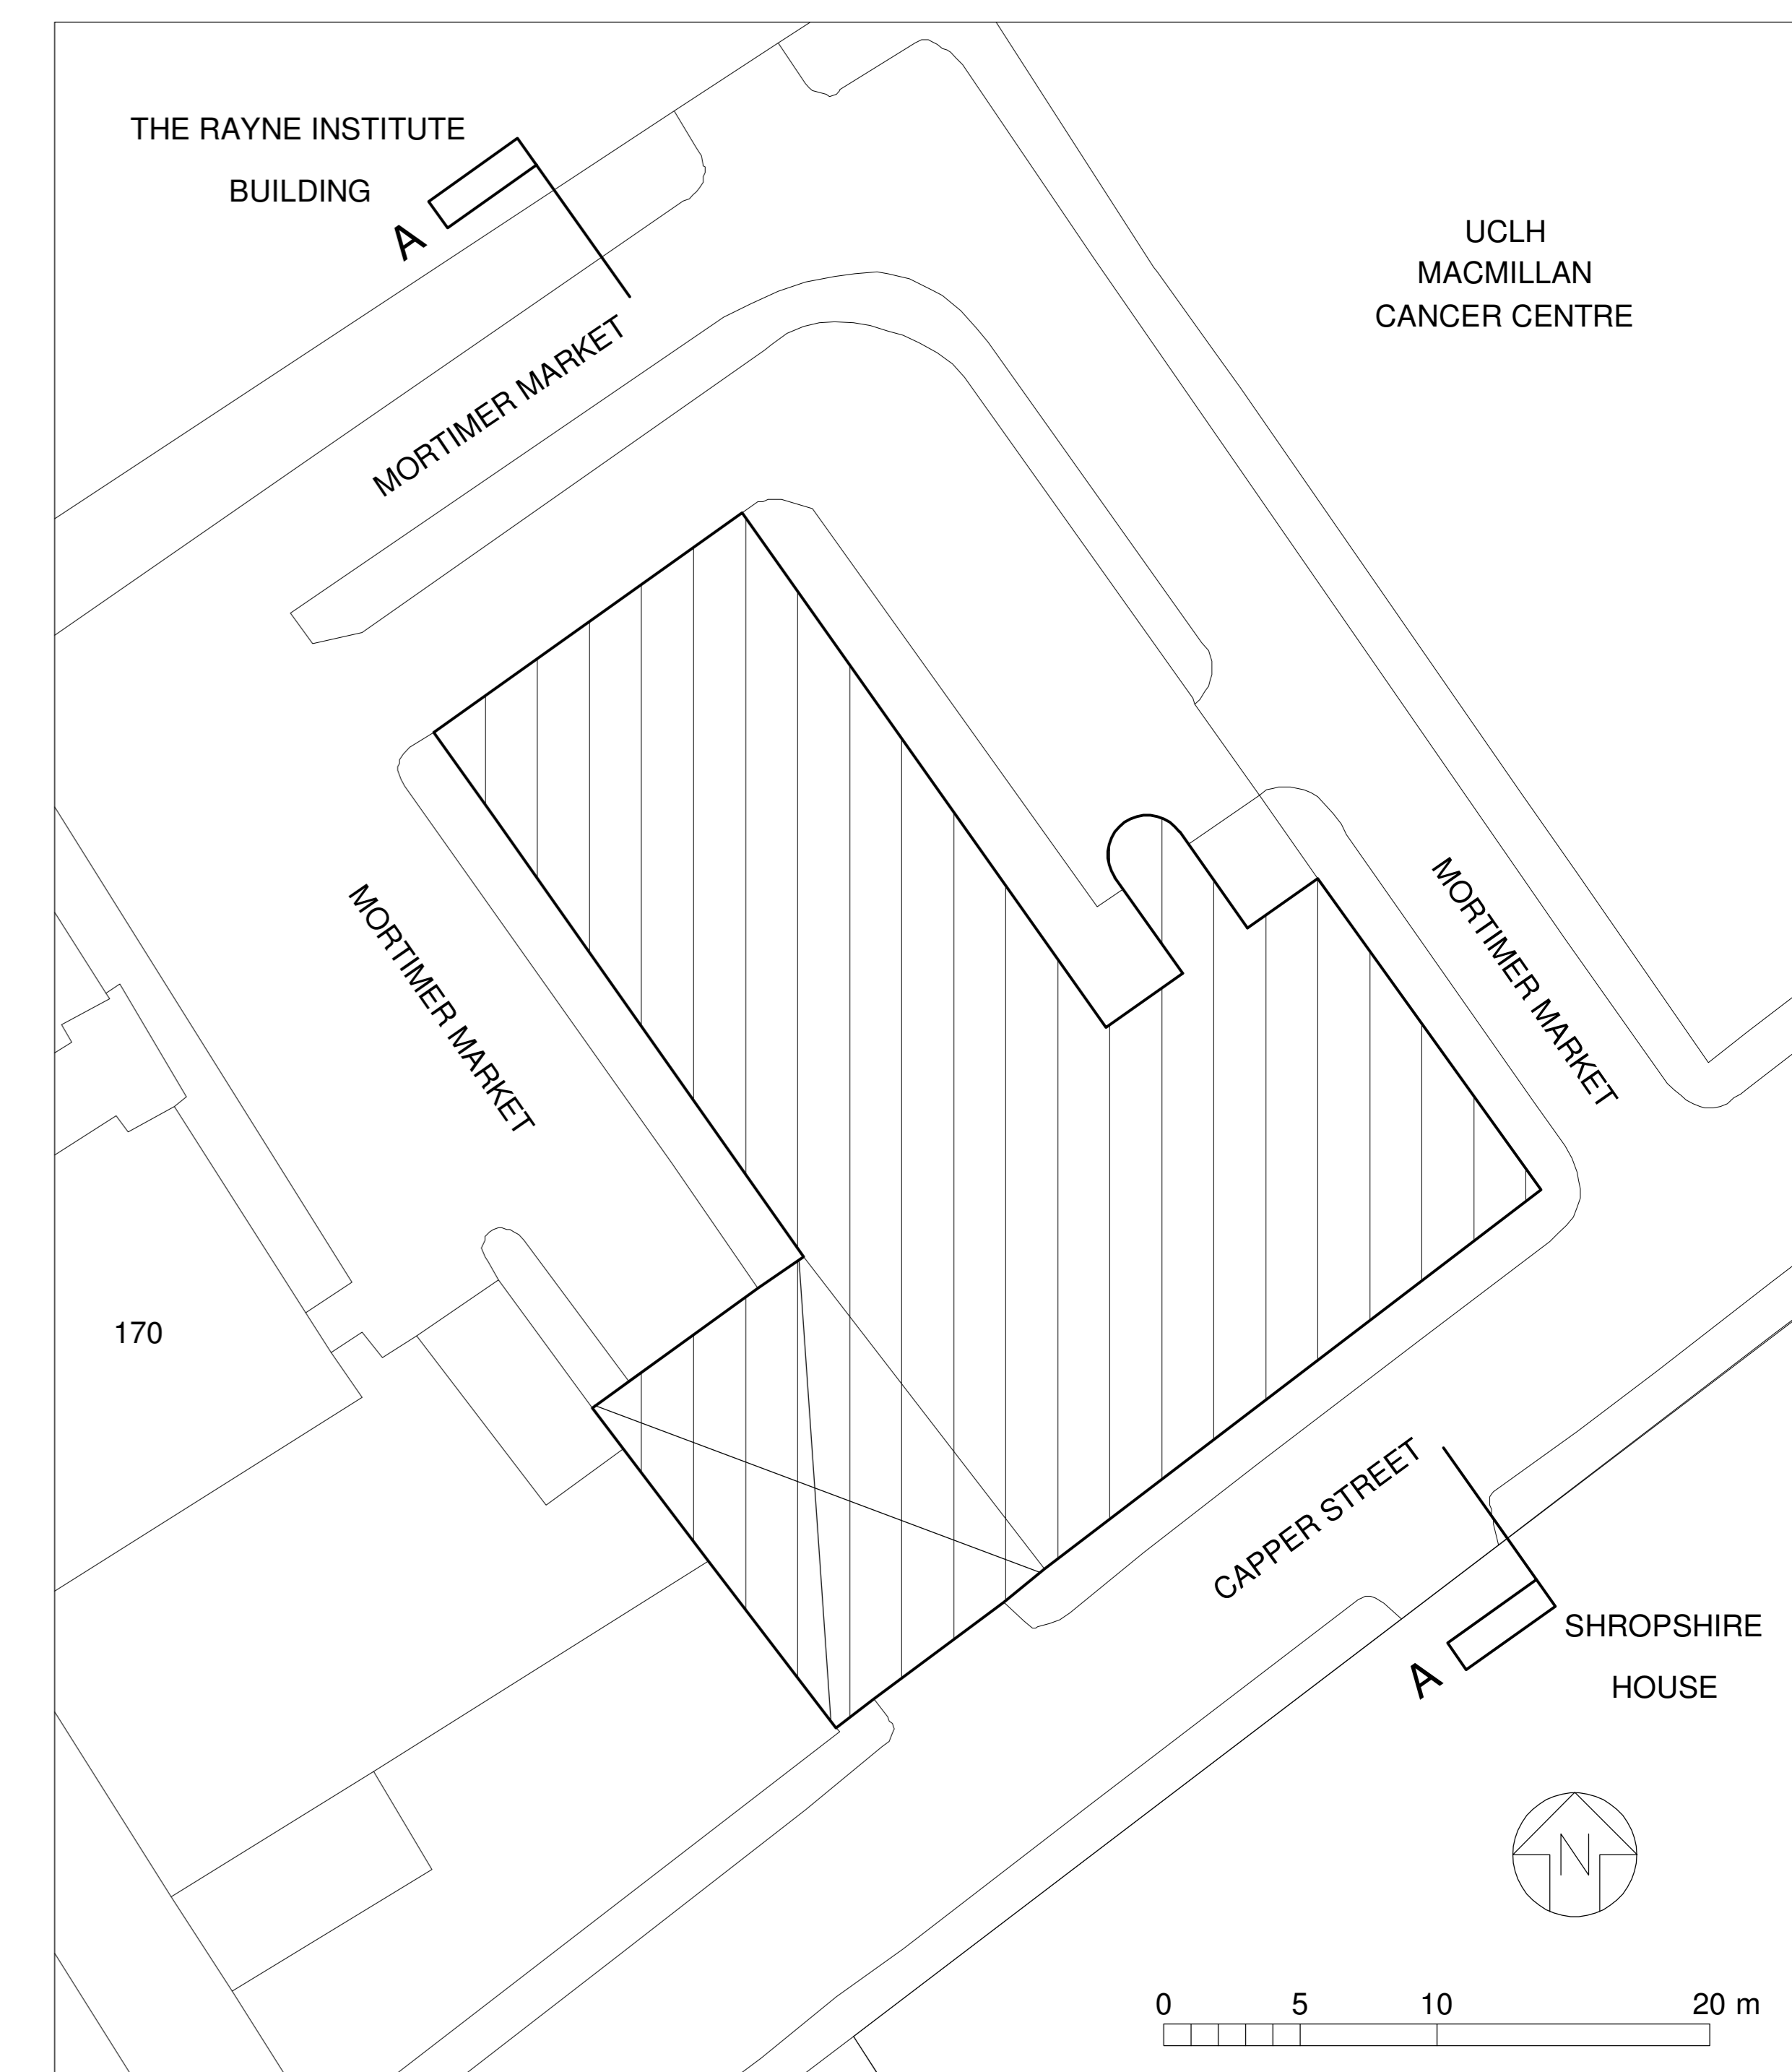 THE RAYNE INSTITUTE
BUILDING
A
UCLH
MACMILLAN
CANCER CENTRE
MORTIMER MARKET
MORTIMER MARKET
MORTIMER MARKET
170
CAPPER STREET
SHROPSHIRE
HOUSE
A
N
0 5 10 20 m